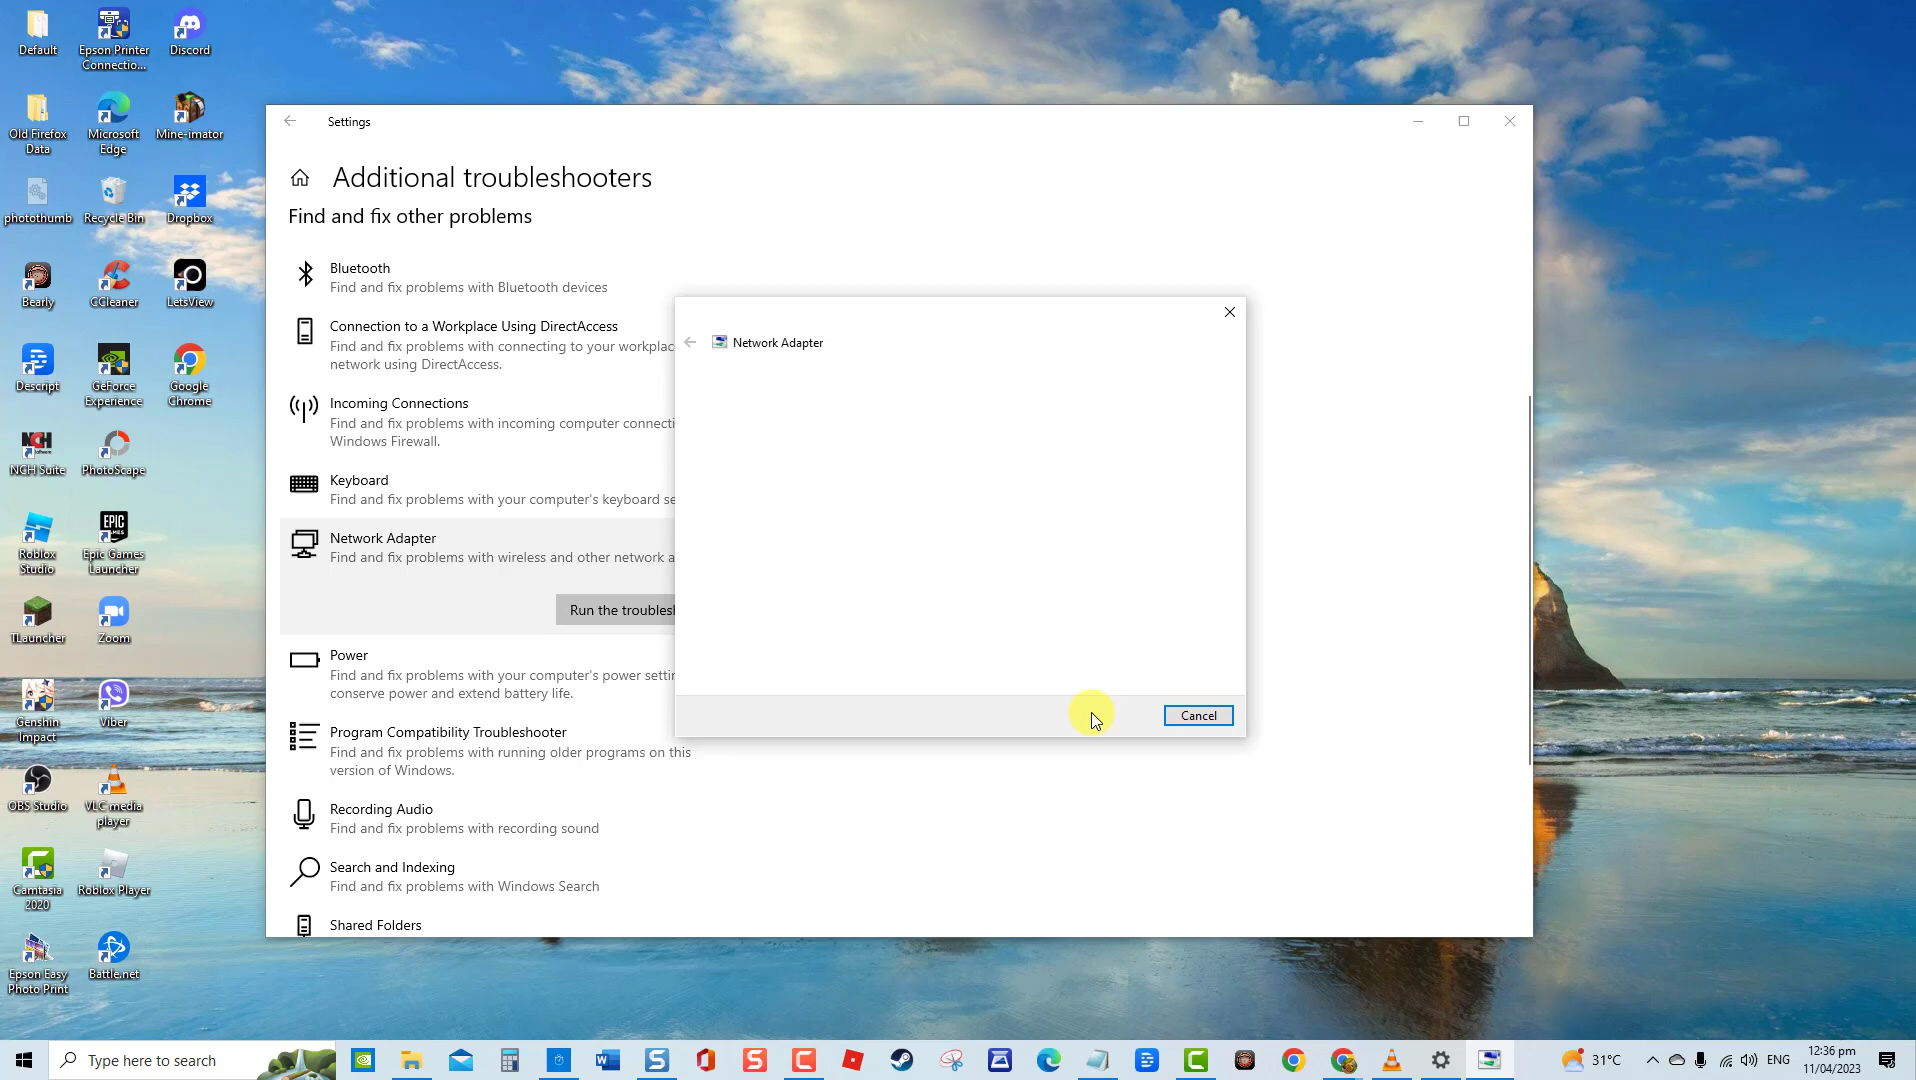 Default
Epson Printer
Connectio...
Discord
Old Firefox
Data
Microsoft
Edge
Mine-imator
photothumb
Recycle Bin
Dropbox
Bearly
CCleaner
LetsView
Descript
GeForce
Experience
Google
Chrome
NCH Suite
PhotoScape
Roblox
Studio
Epic Games
Launcher
TLauncher
Zoom
Genshin
Impact
Viber
OBS Studio
VLC media
player
Camtasia
2020
Roblox Player
Epson Easy
Photo Print
Battle.net
Settings
Additional troubleshooters
Find and fix other problems
Bluetooth
Find and fix problems with Bluetooth devices
Connection to a Workplace Using DirectAccess
Find and fix problems with connecting to your workplac
network using DirectAccess.
Incoming Connections
Find and fix problems with incoming computer connecti
Windows Firewall.
Keyboard
Find and fix problems with your computer's keyboard se
Network Adapter
Find and fix problems with wireless and other network a
Run the troublesh
Power
Find and fix problems with your computer's power settin
conserve power and extend battery life.
Program Compatibility Troubleshooter
Find and fix problems with running older programs on this
version of Windows.
Recording Audio
Find and fix problems with recording sound
Search and Indexing
Find and fix problems with Windows Search
Shared Folders
Network Adapter
Cancel
Type here to search
31°C
ENG
12:36 pm
11/04/2023